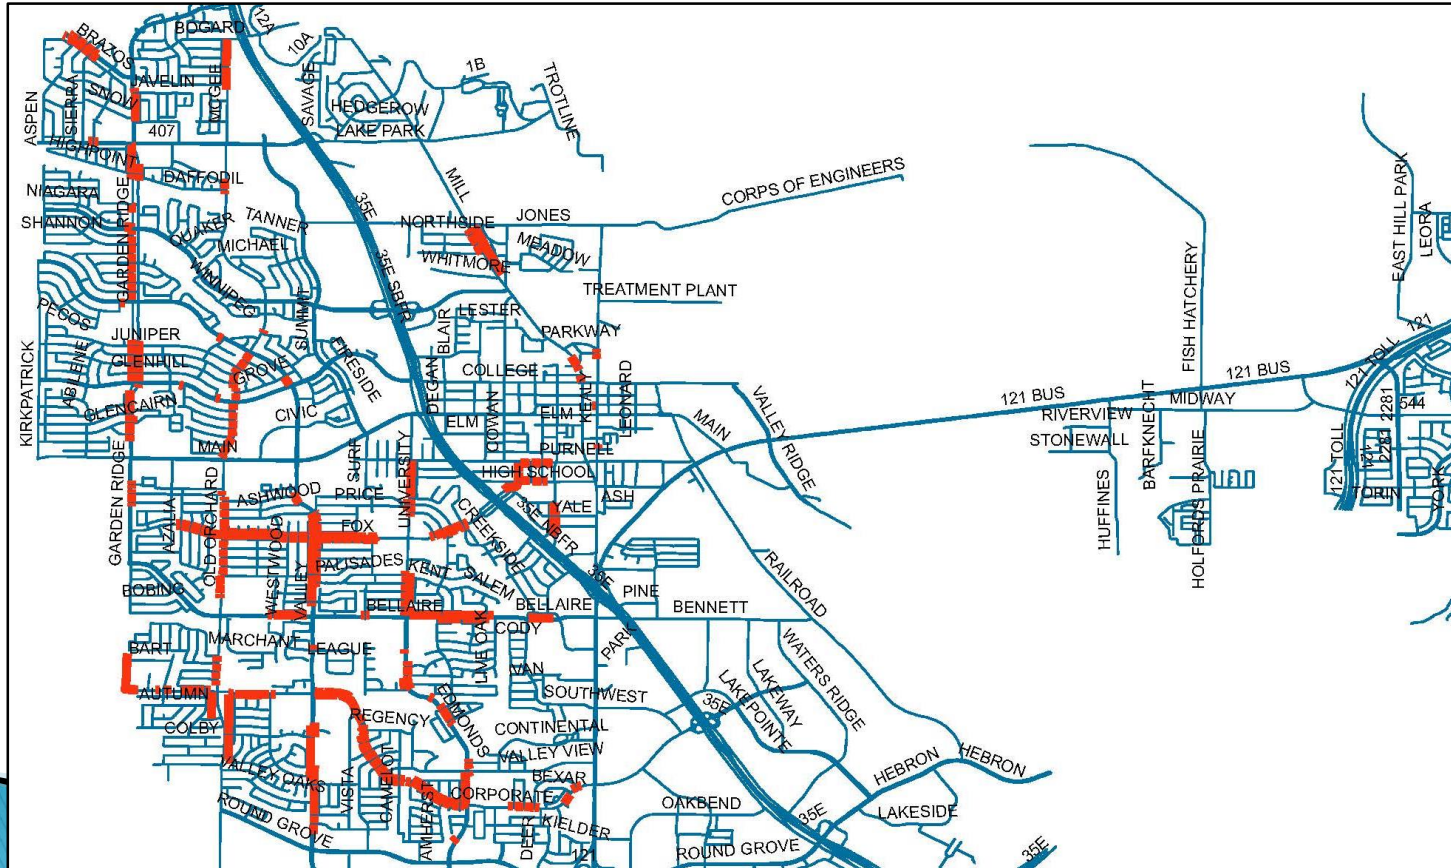 BOGARD
12A
BRAZOS
10A
1B
TROTLINE
JAVELIN
SNOW
SIERRA
ASPEN
MCGEE
SAVAGE
HEDGEROW
LAKE PARK
407
HIGHPOINT
DAFFODIL
MILL
CORPS OF ENGINEERS
EAST HILL PARK
LEORA
NIAGARA
SHANNON
GARDEN RIDGE
QUAKER
TANNER
MICHAEL
35E
NORTHSIDE
JONES
WHITMORE
MEADOW
35E SBFR
FISH HATCHERY
WINNIPEG
TREATMENT PLANT
PECOS
SUMMIT
LESTER
BLAIR
PARKWAY
JUNIPER
GLENHILL
ABILENE
KIRKPATRICK
GROVE
FIRESIDE
COLLEGE
DEGAN
121
121 TOLL
121 BUS
121 BUS
MIDWAY
544
GLENCAIRN
CIVIC
ELM
COWAN
ELM
KEALY
LEONARD
MAIN
VALLEY RIDGE
RIVERVIEW
STONEWALL
BARFKNECHT
2281
2281
121
121 TOLL
MAIN
SURF
UNIVERSITY
PURNELL
HIGH SCHOOL
HUFFINES
HOLFORDS PRAIRIE
TORIN
YORK
GARDEN RIDGE
AZALIA
OLD ORCHARD
ASHWOOD
PRICE
ASH
YALE
FOX
CREEKSIDE
35E NBFR
WESTWOOD
VALLEY
PALISADES
KENT
SALEM
35E
PINE
RAILROAD
BOBING
BELLAIRE
BELLAIRE
BENNETT
CODY
MARCHANT
LEAGUE
BART
LIVE OAK
IVAN
PARK
WATERS RIDGE
LAKEWAY
LAKEPOINTE
AUTUMN
COLBY
SOUTHWEST
35E
REGENCY
EDMONDS
CONTINENTAL
VALLEY VIEW
HEBRON
HEBRON
VALLEY OAKS
VISTA
CAMELOT
BEXAR
CORPORATE
AMHERST
OAKBEND
LAKESIDE
ROUND GROVE
DEER
KIELDER
35E
121
ROUND GROVE
35E